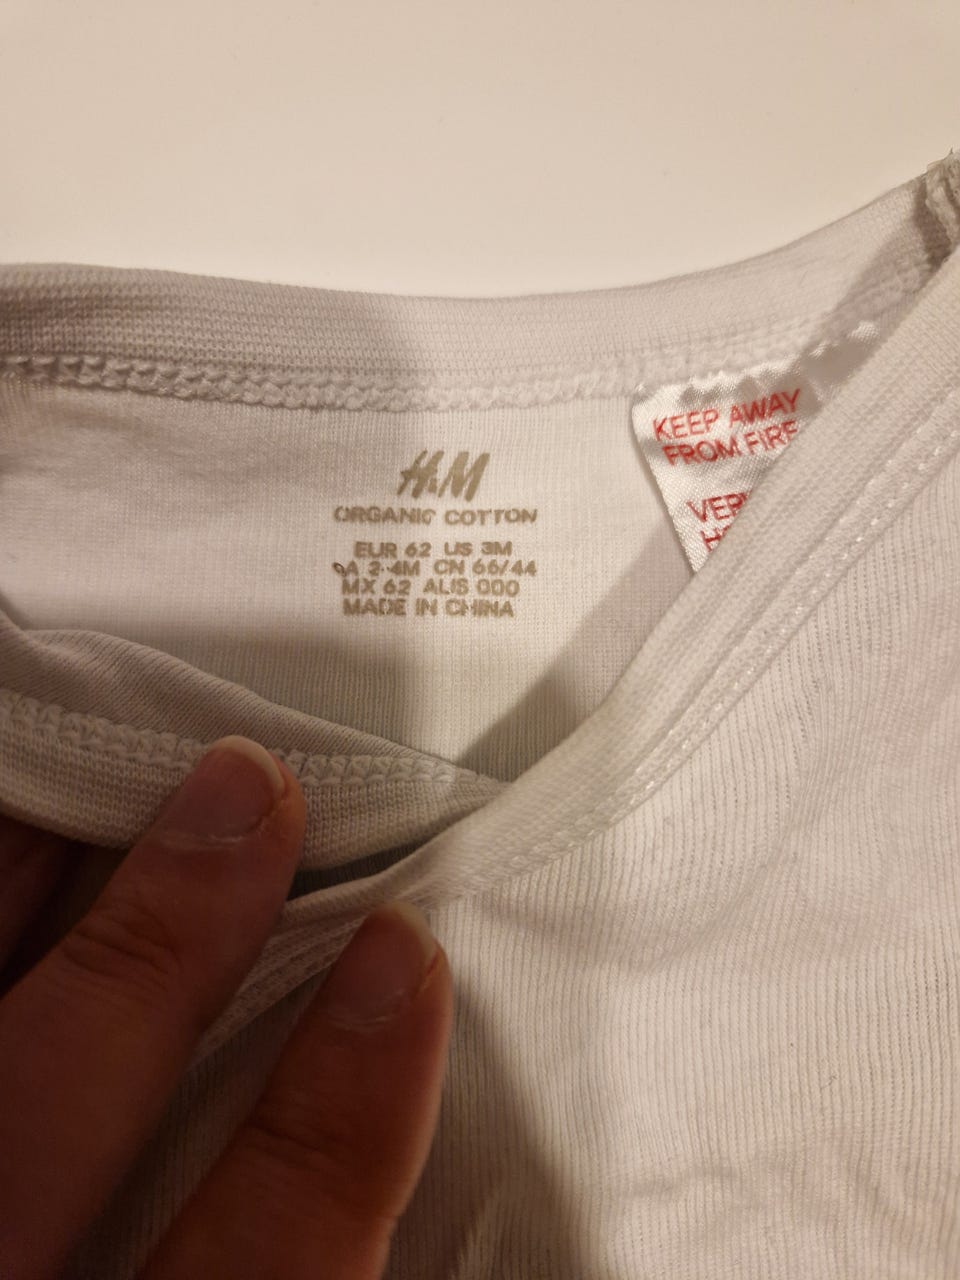 H&M
ORGANIC COTTON
EUR 62 US 3M
2-4M CN 66/44
MX 62 AUS 000
MADE IN CHINA
KEEP AWAY
FROM FIRE